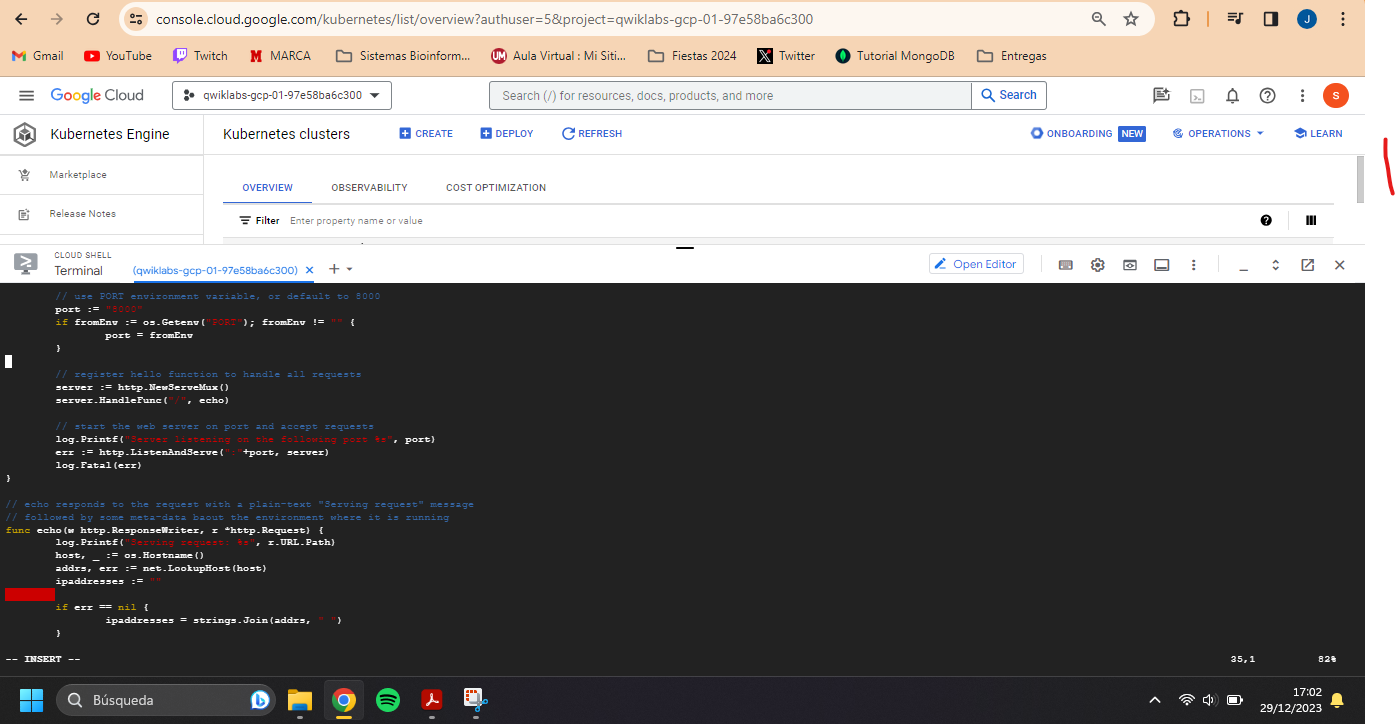 console.cloud.google.com/kubernetes/list/overview?authuser=5&project=qwiklabs-gcp-01-97e58ba6c300
J
Gmail YouTube Twitch MARCA Sistemas Bioinform... Aula Virtual : Mi Siti... Fiestas 2024 Twitter Tutorial MongoDB Entregas
Google Cloud qwiklabs-gcp-01-97e58ba6c300 Search (/) for resources, docs, products, and more Search S
Kubernetes Engine Kubernetes clusters CREATE DEPLOY REFRESH ONBOARDING NEW OPERATIONS LEARN
Marketplace
OVERVIEW OBSERVABILITY COST OPTIMIZATION
Release Notes
Filter Enter property name or value
CLOUD SHELL
Terminal (qwiklabs-gcp-01-97e58ba6c300) Open Editor
// use PORT environment variable, or default to 8000
port := "8000"
if fromEnv := os.Getenv("PORT"); fromEnv != "" {
port = fromEnv
}
// register hello function to handle all requests
server := http.NewServeMux()
server.HandleFunc("/", echo)
// start the web server on port and accept requests
log.Printf("Server listening on the following port %s", port)
err := http.ListenAndServe(":"+port, server)
log.Fatal(err)
}
// echo responds to the request with a plain-text "Serving request" message
// followed by some meta-data baout the environment where it is running
func echo(w http.ResponseWriter, r *http.Request) {
log.Printf("Serving request: %s", r.URL.Path)
host, _ := os.Hostname()
addrs, err := net.LookupHost(host)
ipaddresses := ""
if err == nil {
ipaddresses = strings.Join(addrs, " ")
}
-- INSERT -- 35,1 82%
Búsqueda 17:02
29/12/2023